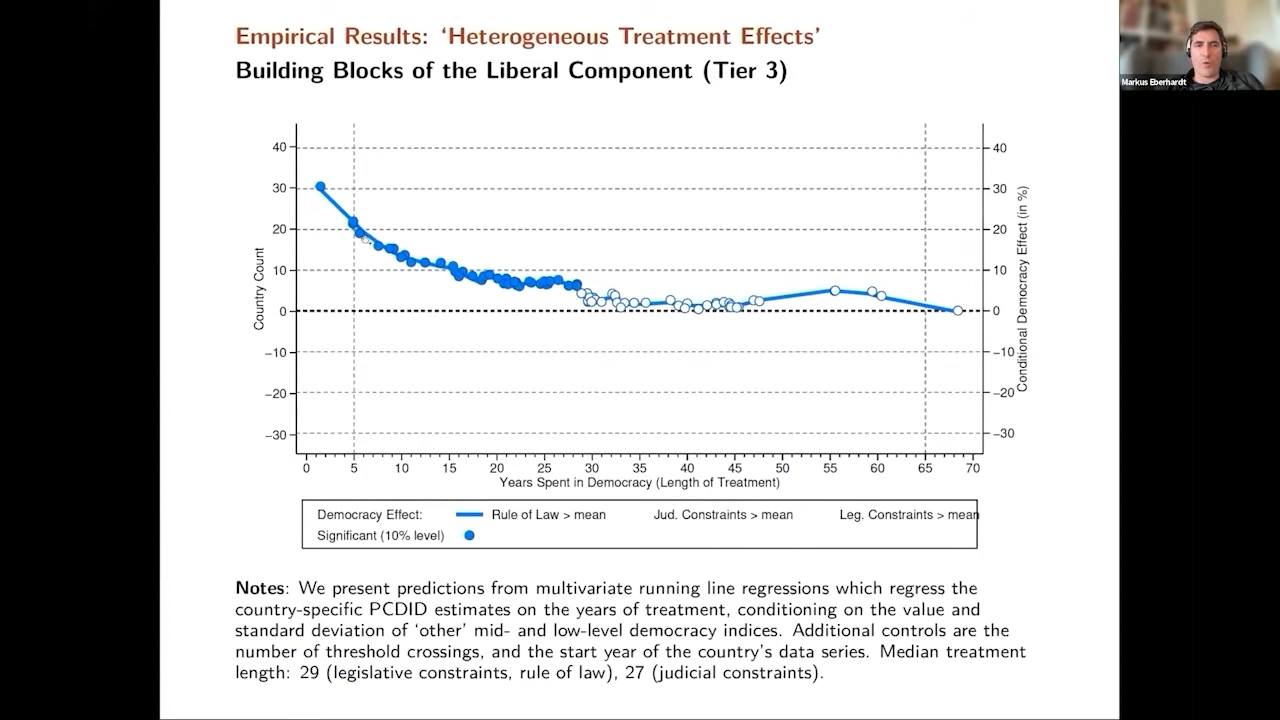 Empirical Results: ‘Heterogeneous Treatment Effects’
Building Blocks of the Liberal Component (Tier 3)
Markus Eberhardt
40
30
20
10
0
−10
−20
−30
Country Count
40
30
20
10
0
−10
−20
−30
Conditional Democracy Effect (in %)
0 5 10 15 20 25 30 35 40 45 50 55 60 65 70
Years Spent in Democracy (Length of Treatment)
Democracy Effect: Rule of Law > mean Jud. Constraints > mean Leg. Constraints > mean
Significant (10% level)
Notes: We present predictions from multivariate running line regressions which regress the
country-specific PCDID estimates on the years of treatment, conditioning on the value and
standard deviation of ‘other’ mid- and low-level democracy indices. Additional controls are the
number of threshold crossings, and the start year of the country’s data series. Median treatment
length: 29 (legislative constraints, rule of law), 27 (judicial constraints).